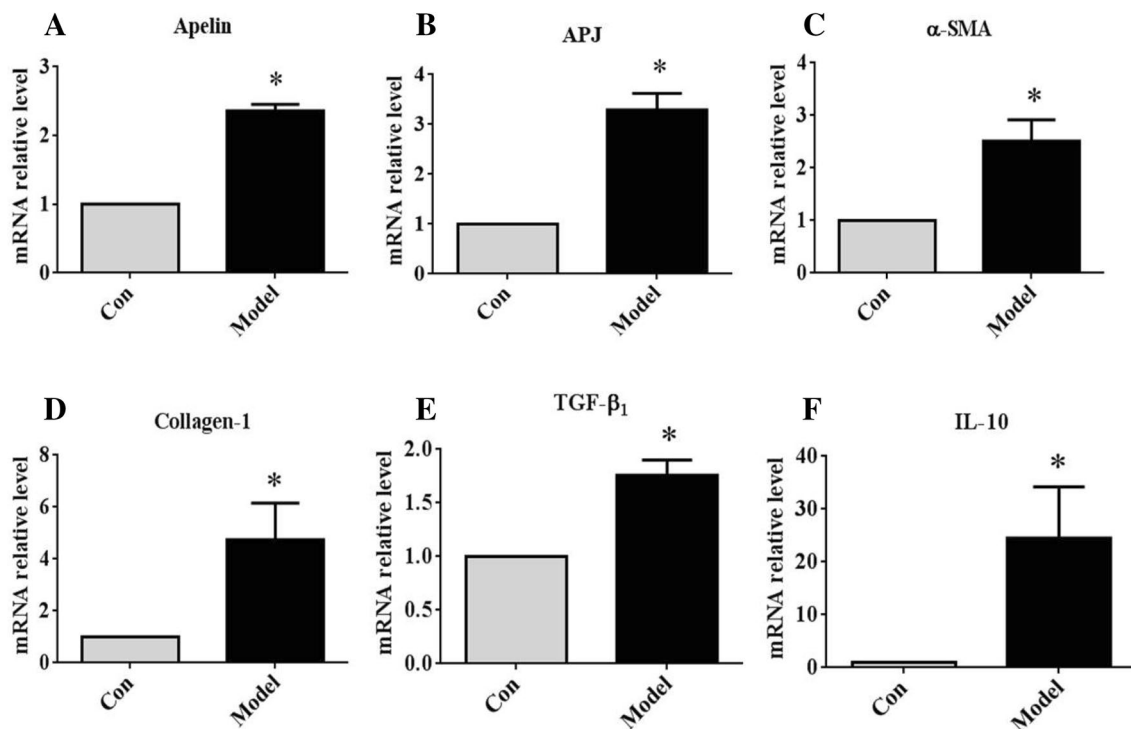 A
Apelin
mRNA relative level
3
2
1
0
*
Con
Model
B
APJ
mRNA relative level
4
3
2
1
0
*
Con
Model
C
α-SMA
mRNA relative level
4
3
2
1
0
*
Con
Model
D
Collagen-1
mRNA relative level
8
6
4
2
0
*
Con
Model
E
TGF-β₁
mRNA relative level
2.0
1.5
1.0
0.5
0.0
*
Con
Model
F
IL-10
mRNA relative level
40
30
20
10
0
*
Con
Model